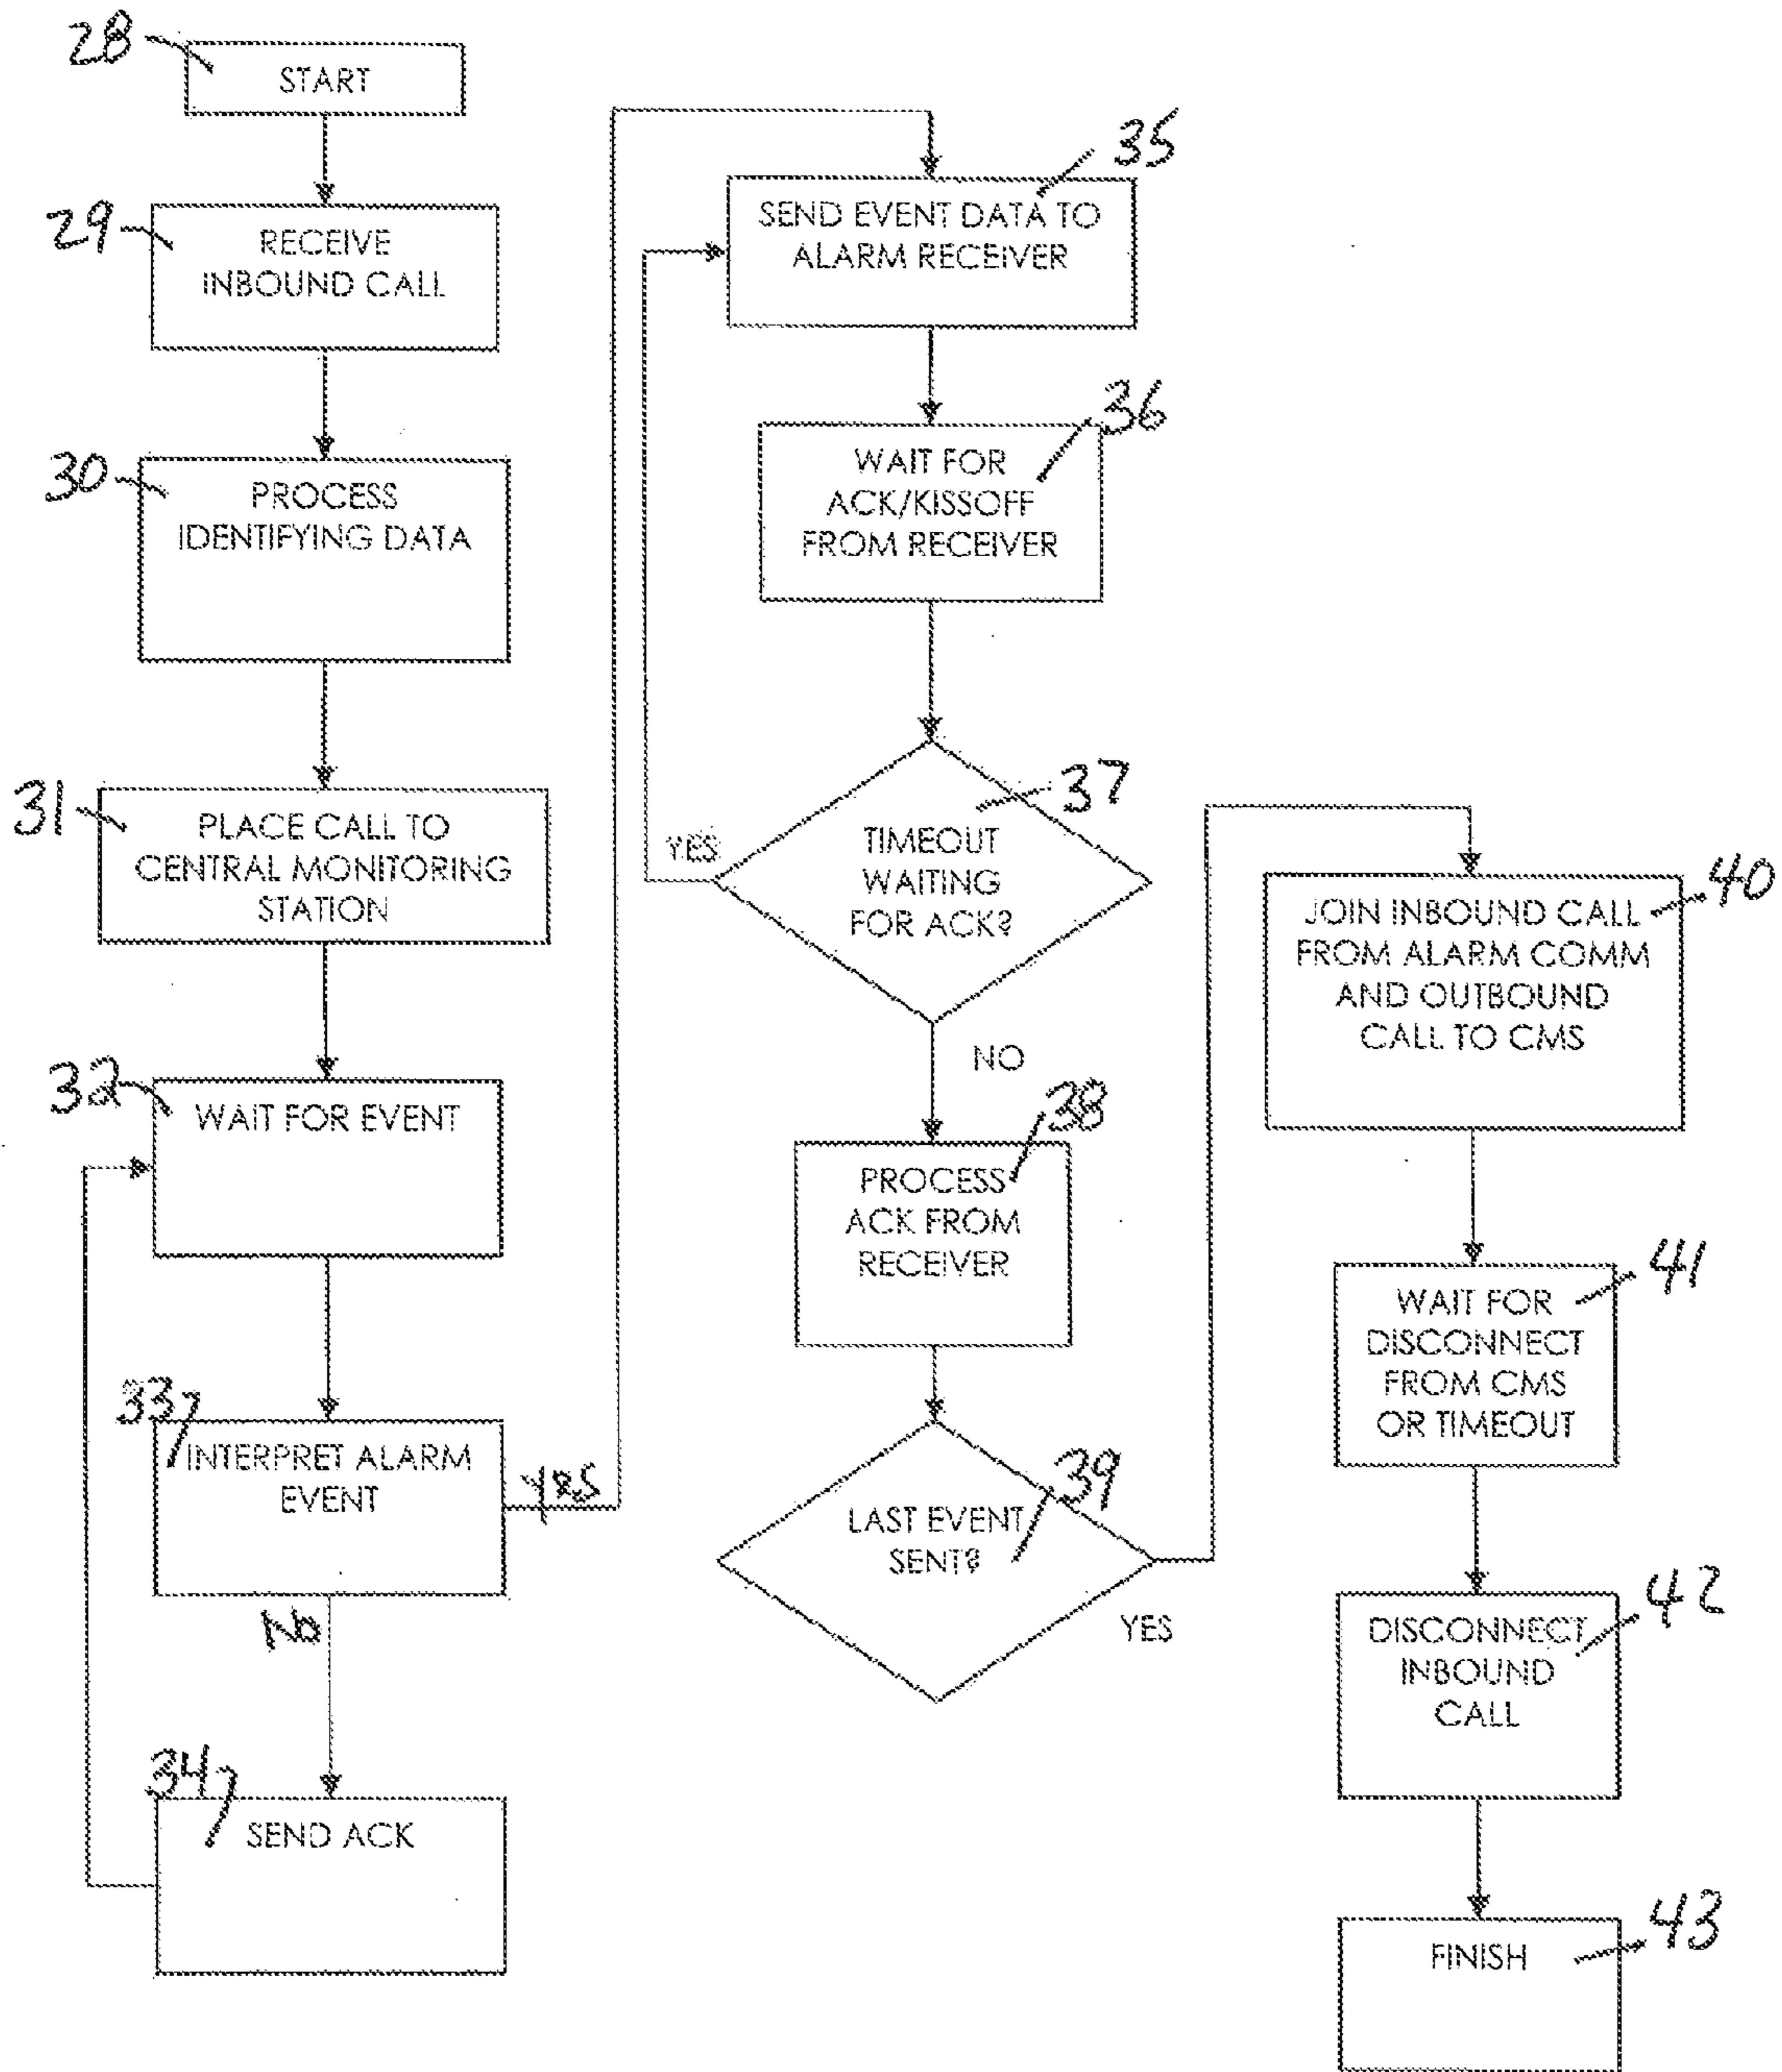 28
START
29
RECEIVE
INBOUND CALL
30
PROCESS
IDENTIFYING DATA
31
PLACE CALL TO
CENTRAL MONITORING
STATION
32
WAIT FOR EVENT
33
INTERPRET ALARM
EVENT
Yes
No
34
SEND ACK
35
SEND EVENT DATA TO
ALARM RECEIVER
36
WAIT FOR
ACK/KISSOFF
FROM RECEIVER
37
TIMEOUT
WAITING
FOR ACK?
YES
NO
38
PROCESS
ACK FROM
RECEIVER
39
LAST EVENT
SENT?
YES
40
JOIN INBOUND CALL
FROM ALARM COMM
AND OUTBOUND
CALL TO CMS
41
WAIT FOR
DISCONNECT
FROM CMS
OR TIMEOUT
42
DISCONNECT
INBOUND
CALL
43
FINISH